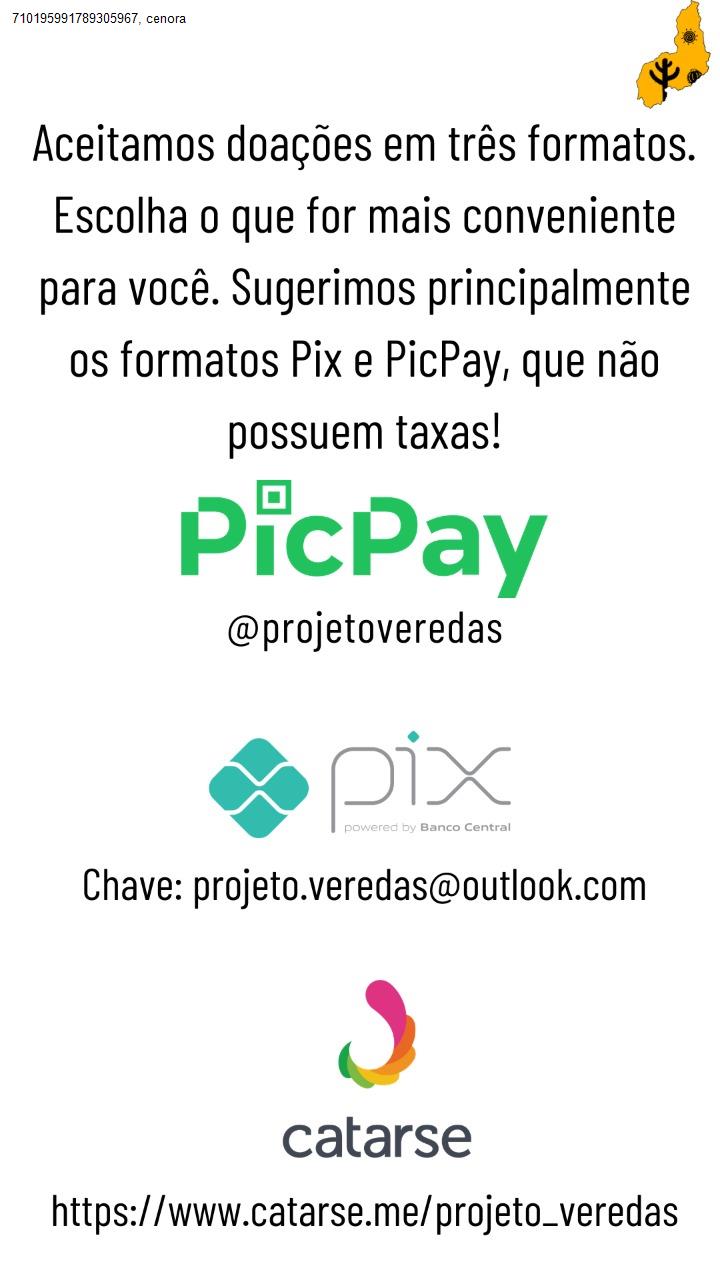 710195991789305967, cenora
Aceitamos doações em três formatos.
Escolha o que for mais conveniente
para você. Sugerimos principalmente
os formatos Pix e PicPay, que não
possuem taxas!
PicPay
@projetoveredas
pix
powered by Banco Central
Chave: projeto.veredas@outlook.com
catarse
https://www.catarse.me/projeto_veredas